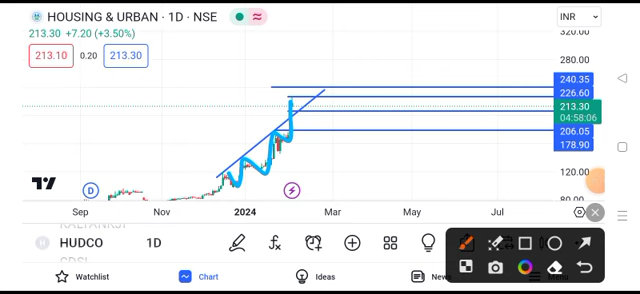 HOUSING & URBAN · 1D · NSE
INR
213.30 +7.20 (+3.50%)
213.10 0.20 213.30
320.00
280.00
240.35
226.60
213.30
04:58:06
206.05
178.90
120.00
80.00
D
Sep Nov 2024 Mar May Jul
HUDCO 1D
Watchlist Chart Ideas News